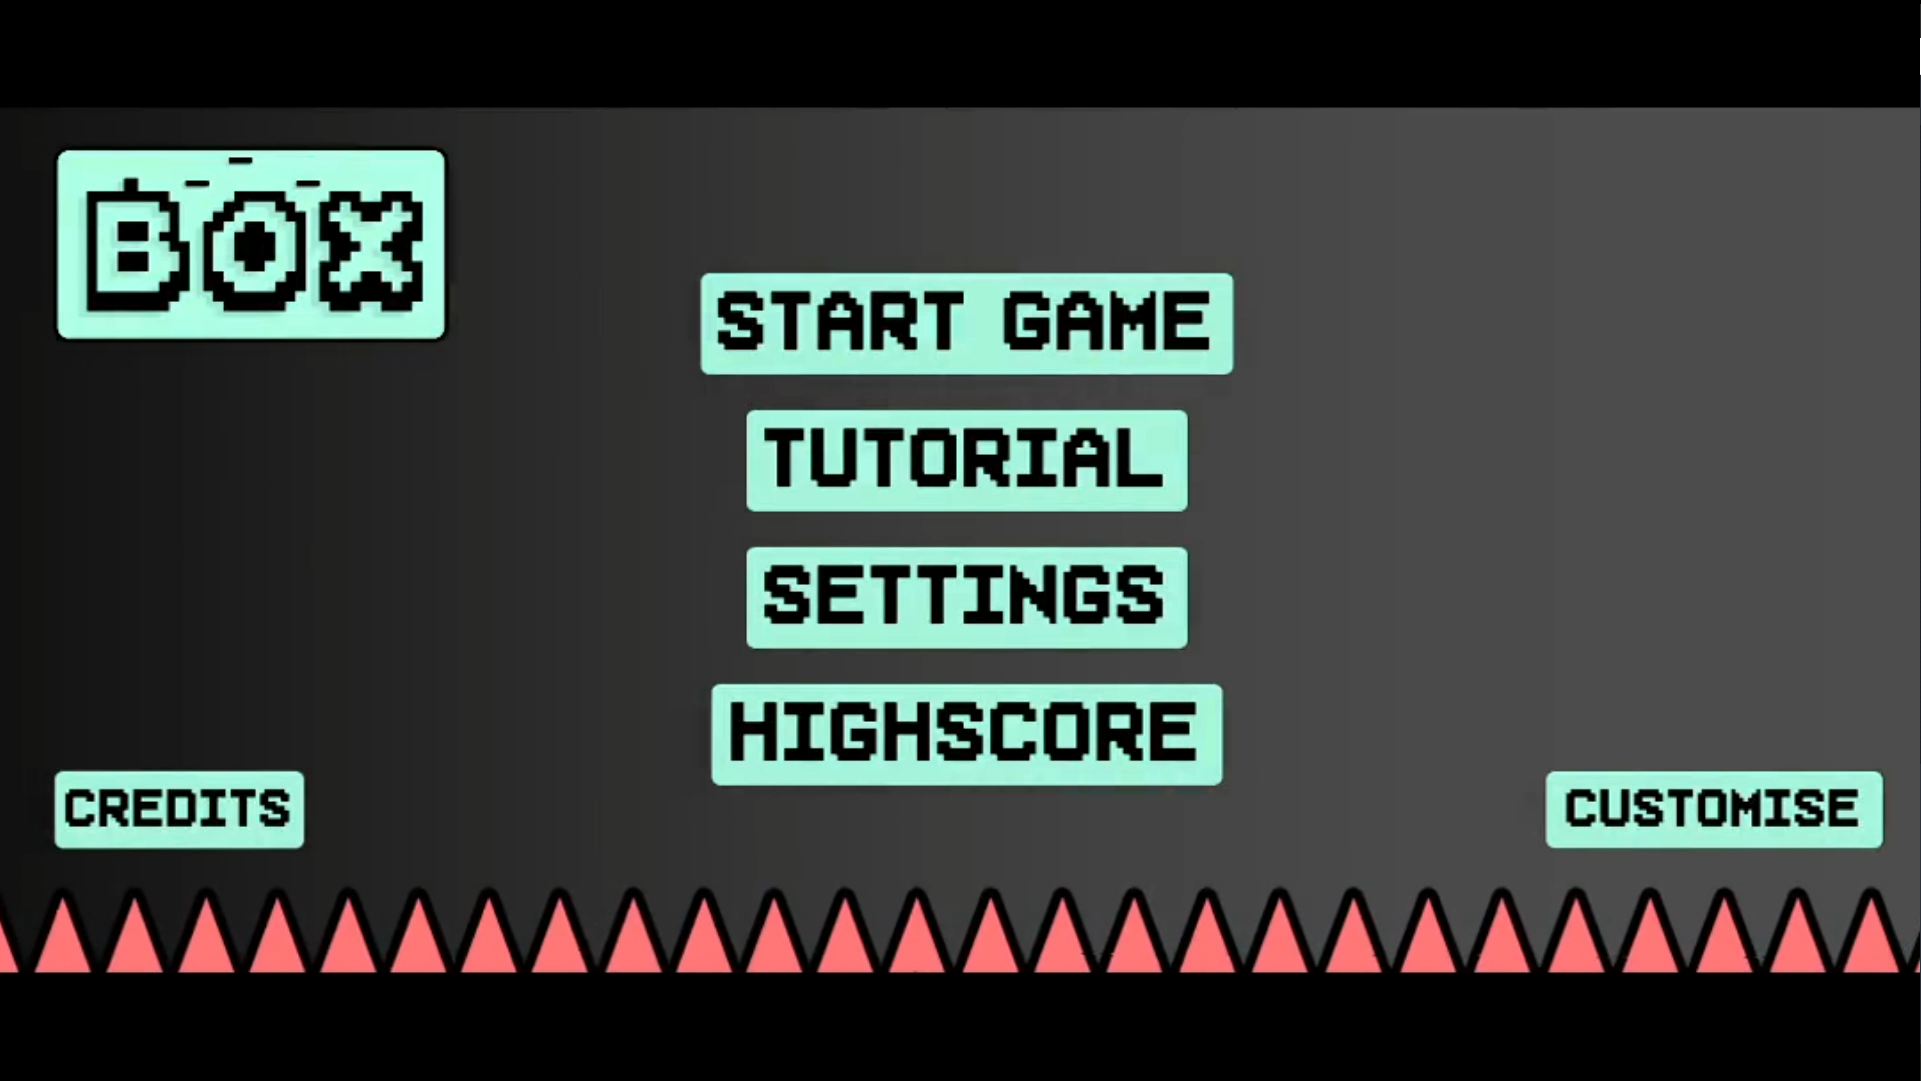 BOX
START GAME
TUTORIAL
SETTINGS
HIGHSCORE
CREDITS
CUSTOMISE